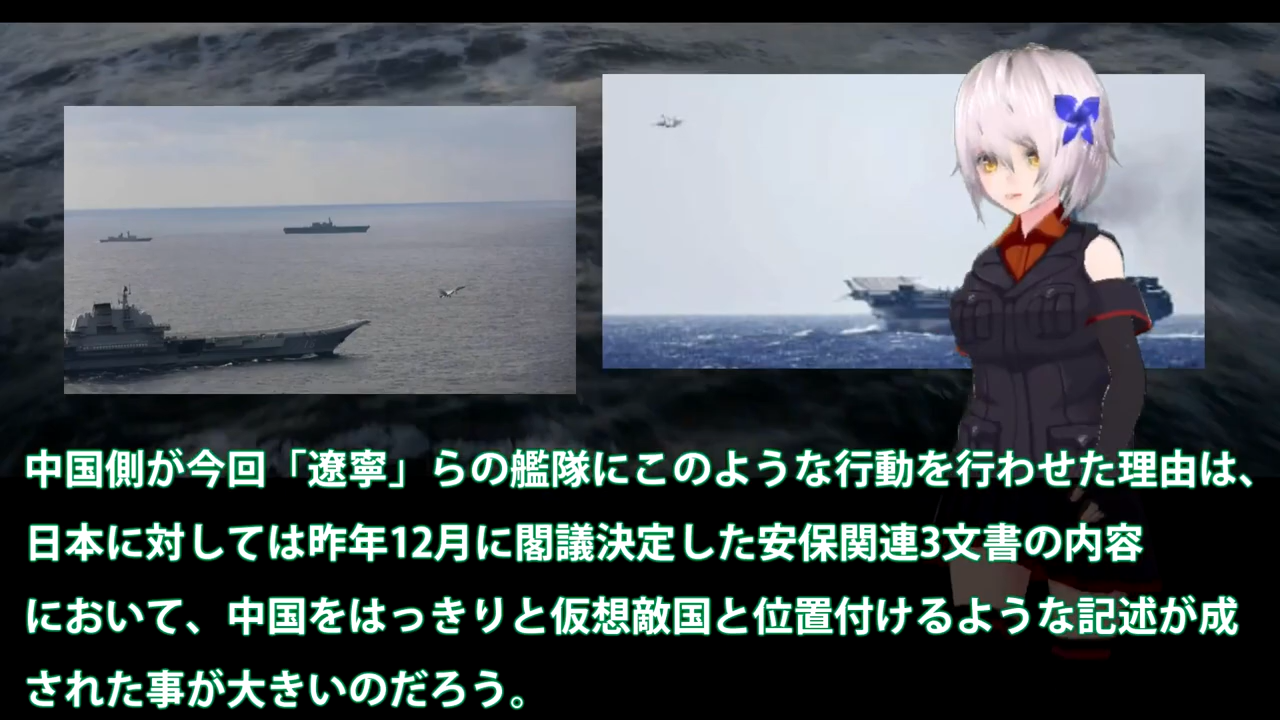 中国側が今回「遼寧」らの艦隊にこのような行動を行わせた理由は、
日本に対しては昨年12月に閣議決定した安保関連3文書の内容
において、中国をはっきりと仮想敵国と位置付けるような記述が成
された事が大きいのだろう。